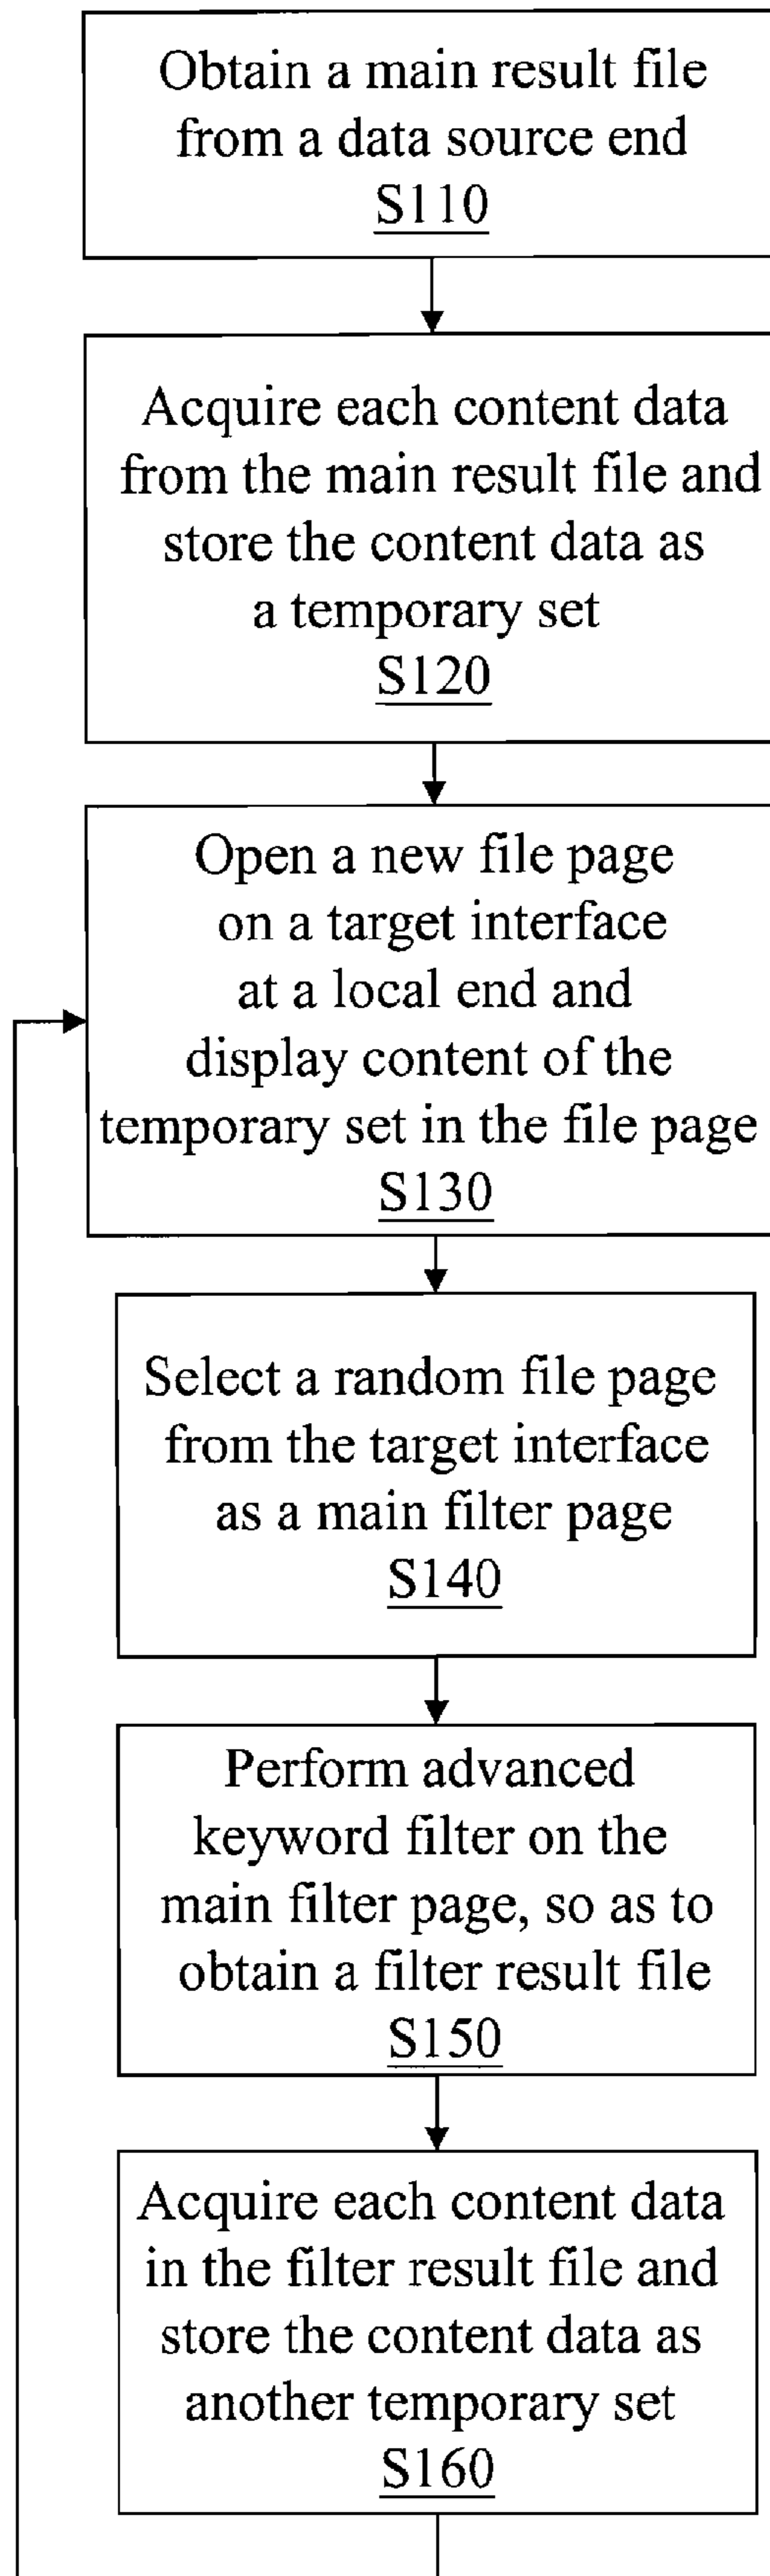 Obtain a main result file
from a data source end
S110
Acquire each content data
from the main result file and
store the content data as
a temporary set
S120
Open a new file page
on a target interface
at a local end and
display content of the
temporary set in the file page
S130
Select a random file page
from the target interface
as a main filter page
S140
Perform advanced
keyword filter on the
main filter page, so as to
obtain a filter result file
S150
Acquire each content data
in the filter result file and
store the content data as
another temporary set
S160